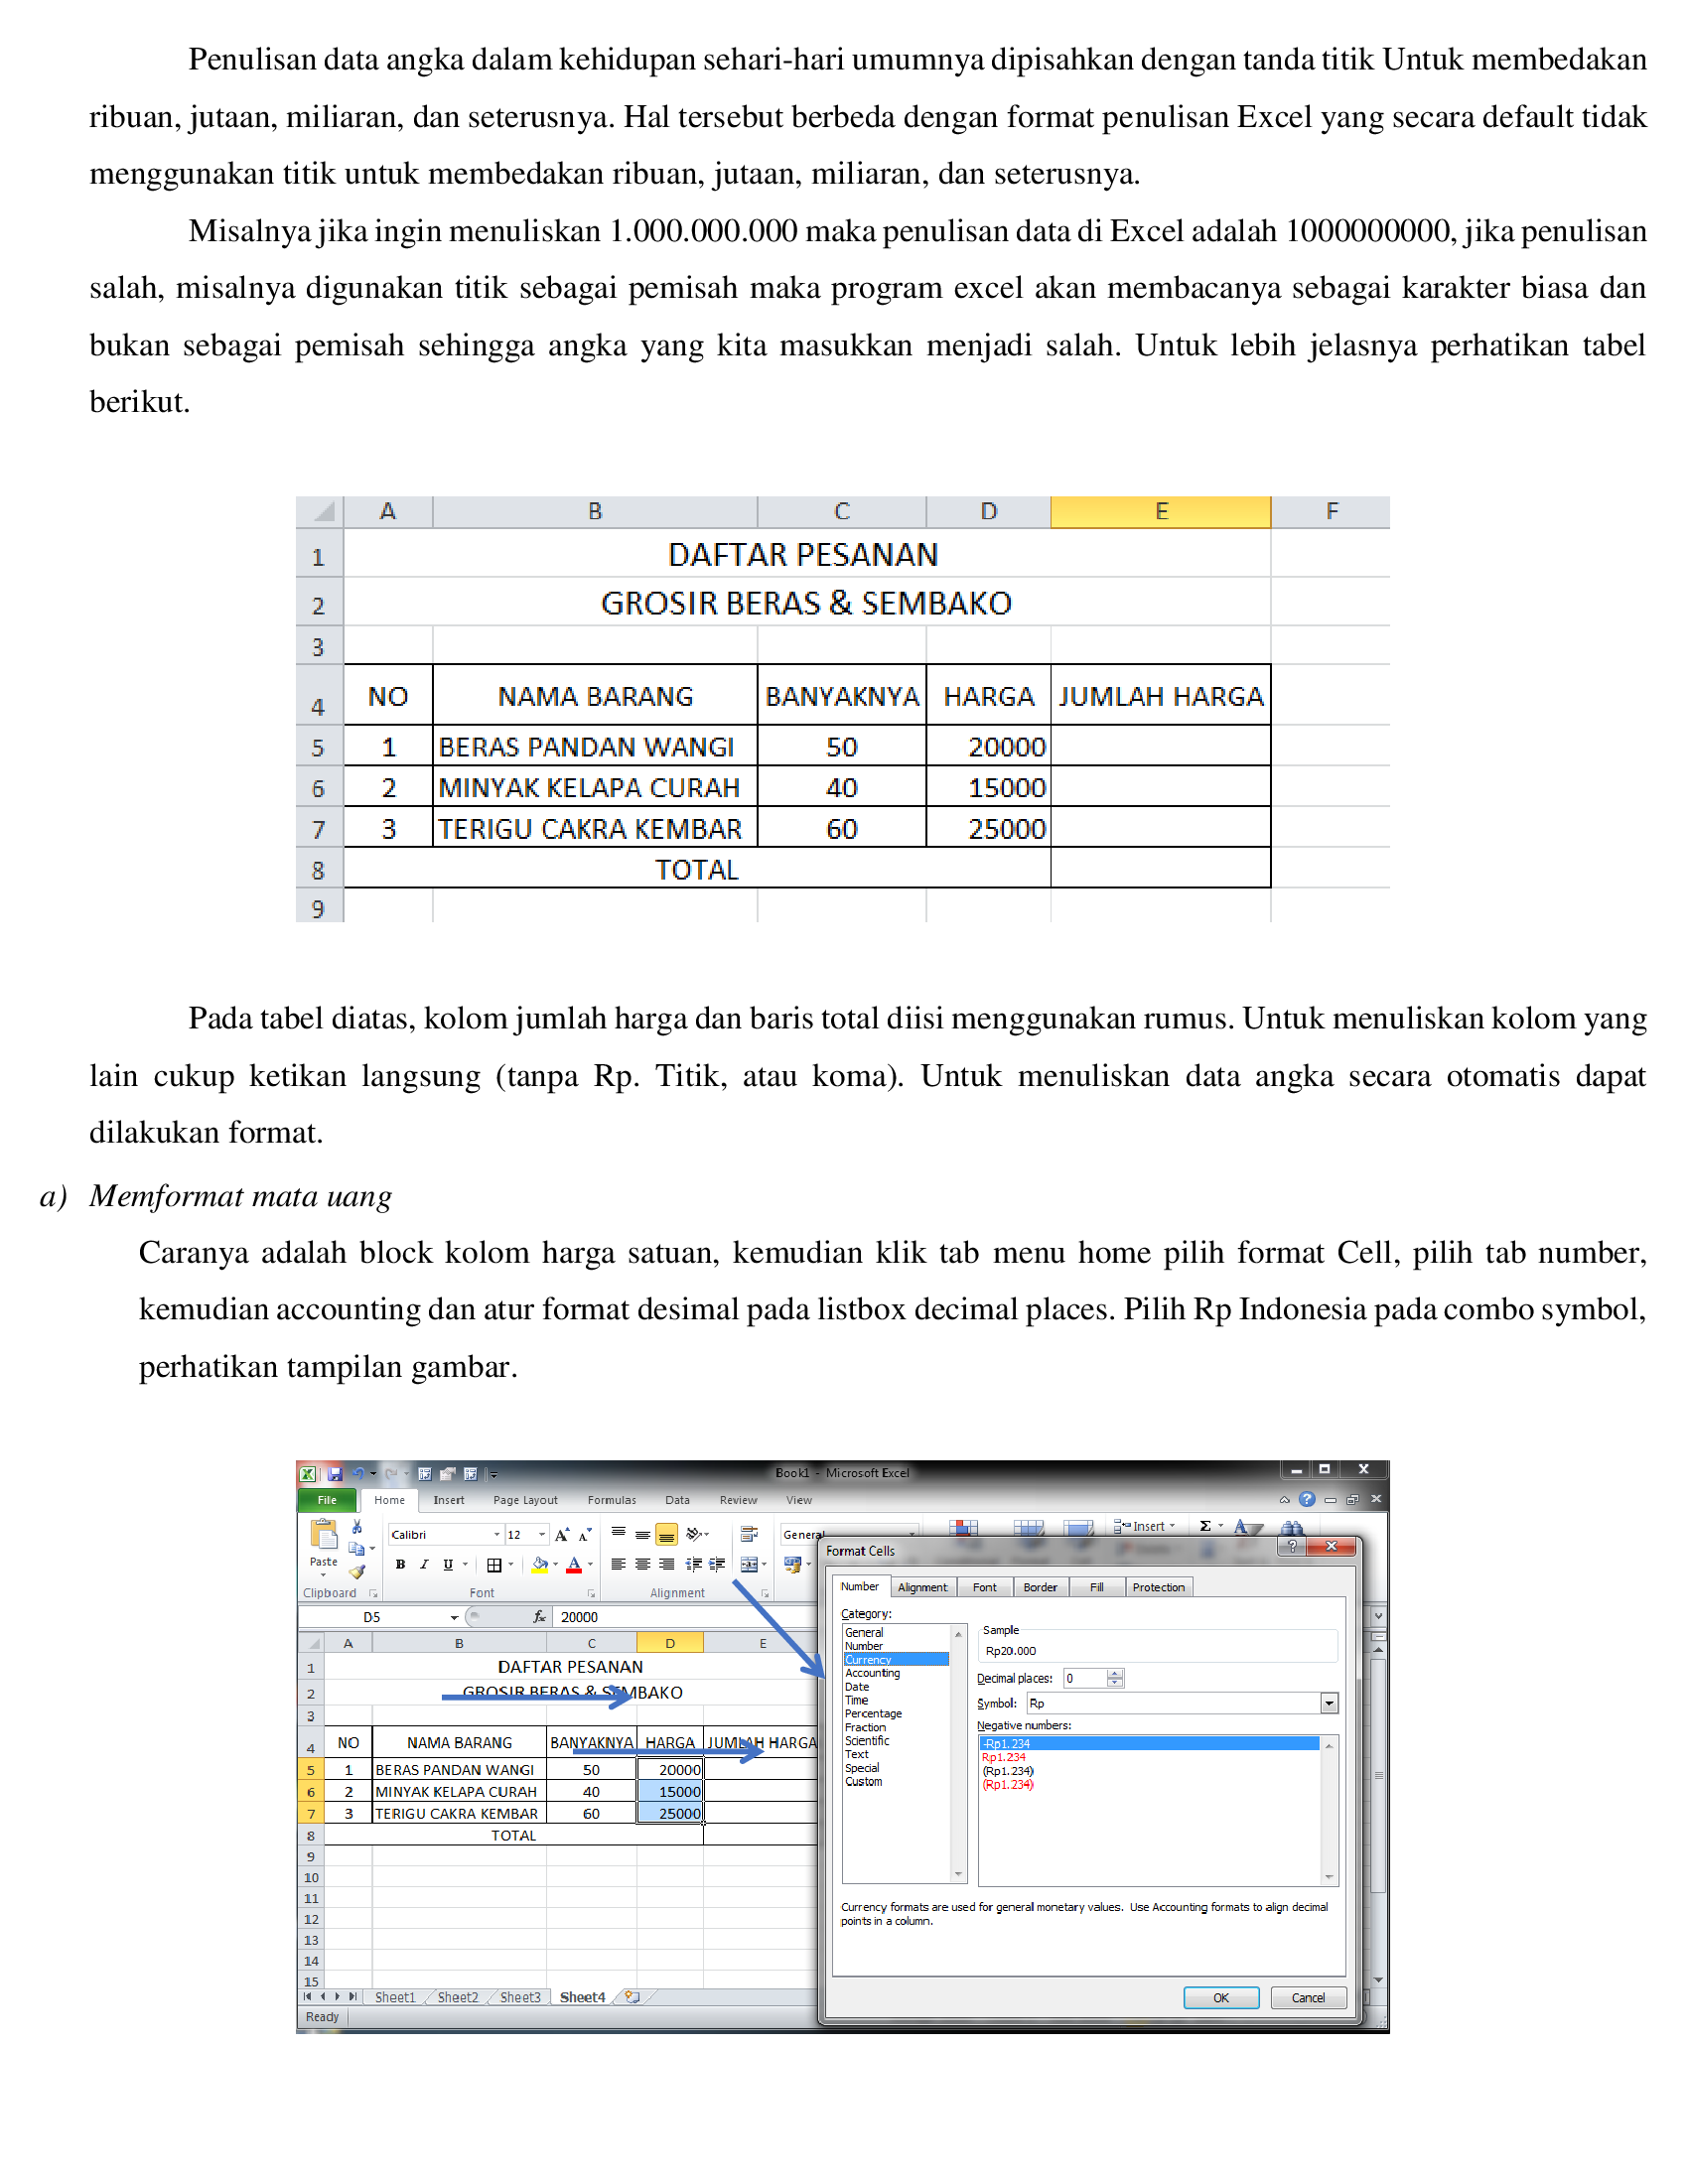 Penulisan data angka dalam kehidupan sehari-hari umumnya dipisahkan dengan tanda titik Untuk membedakan
ribuan, jutaan, miliaran, dan seterusnya. Hal tersebut berbeda dengan format penulisan Excel yang secara default tidak
menggunakan titik untuk membedakan ribuan, jutaan, miliaran, dan seterusnya.
Misalnya jika ingin menuliskan 1.000.000.000 maka penulisan data di Excel adalah 1000000000, jika penulisan
salah, misalnya digunakan titik sebagai pemisah maka program excel akan membacanya sebagai karakter biasa dan
bukan sebagai pemisah sehingga angka yang kita masukkan menjadi salah. Untuk lebih jelasnya perhatikan tabel
berikut.
A B C D E F
1 DAFTAR PESANAN
2 GROSIR BERAS & SEMBAKO
3
4 NO NAMA BARANG BANYAKNYA HARGA JUMLAH HARGA
5 1 BERAS PANDAN WANGI 50 20000
6 2 MINYAK KELAPA CURAH 40 15000
7 3 TERIGU CAKRA KEMBAR 60 25000
8 TOTAL
9
Pada tabel diatas, kolom jumlah harga dan baris total diisi menggunakan rumus. Untuk menuliskan kolom yang
lain cukup ketikan langsung (tanpa Rp. Titik, atau koma). Untuk menuliskan data angka secara otomatis dapat
dilakukan format.
a) Memformat mata uang
Caranya adalah block kolom harga satuan, kemudian klik tab menu home pilih format Cell, pilih tab number,
kemudian accounting dan atur format desimal pada listbox decimal places. Pilih Rp Indonesia pada combo symbol,
perhatikan tampilan gambar.
Book1 - Microsoft Excel
File Home Insert Page Layout Formulas Data Review View
Calibri 12 General Insert
Paste
Clipboard Font Alignment
D5 fx 20000
A B C D E
1 DAFTAR PESANAN
2 GROSIR BERAS & SEMBAKO
3
4 NO NAMA BARANG BANYAKNYA HARGA JUMLAH HARGA
5 1 BERAS PANDAN WANGI 50 20000
6 2 MINYAK KELAPA CURAH 40 15000
7 3 TERIGU CAKRA KEMBAR 60 25000
8 TOTAL
9
10
11
12
13
14
15
Sheet1 Sheet2 Sheet3 Sheet4
Ready
Format Cells
Number Alignment Font Border Fill Protection
Category:
General
Number
Currency
Accounting
Date
Time
Percentage
Fraction
Scientific
Text
Special
Custom
Sample
Rp20.000
Decimal places: 0
Symbol: Rp
Negative numbers:
-Rp1.234
Rp1.234
(Rp1.234)
(Rp1.234)
Currency formats are used for general monetary values. Use Accounting formats to align decimal
points in a column.
OK Cancel